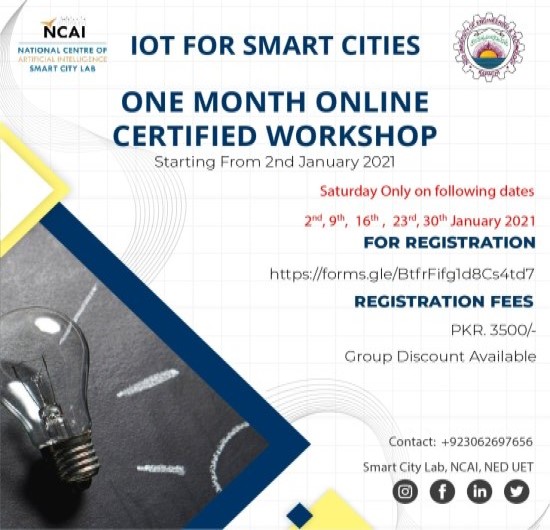 NCAI
NATIONAL CENTRE OF
ARTIFICIAL INTELLIGENCE
SMART CITY LAB
IOT FOR SMART CITIES
ONE MONTH ONLINE
CERTIFIED WORKSHOP
Starting From 2nd January 2021
Saturday Only on following dates
2nd, 9th, 16th , 23rd, 30th January 2021
FOR REGISTRATION
https://forms.gle/BtfrFifg1d8Cs4td7
REGISTRATION FEES
PKR. 3500/-
Group Discount Available
Contact: +923062697656
Smart City Lab, NCAI, NED UET